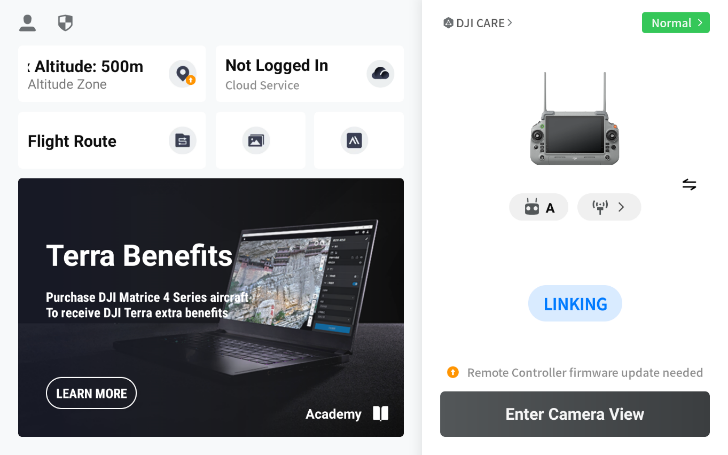 Altitude: 500m
Altitude Zone
Not Logged In
Cloud Service
Flight Route
Terra Benefits
Purchase DJI Matrice 4 Series aircraft
To receive DJI Terra extra benefits
LEARN MORE
Academy
DJI CARE
Normal
A
LINKING
Remote Controller firmware update needed
Enter Camera View